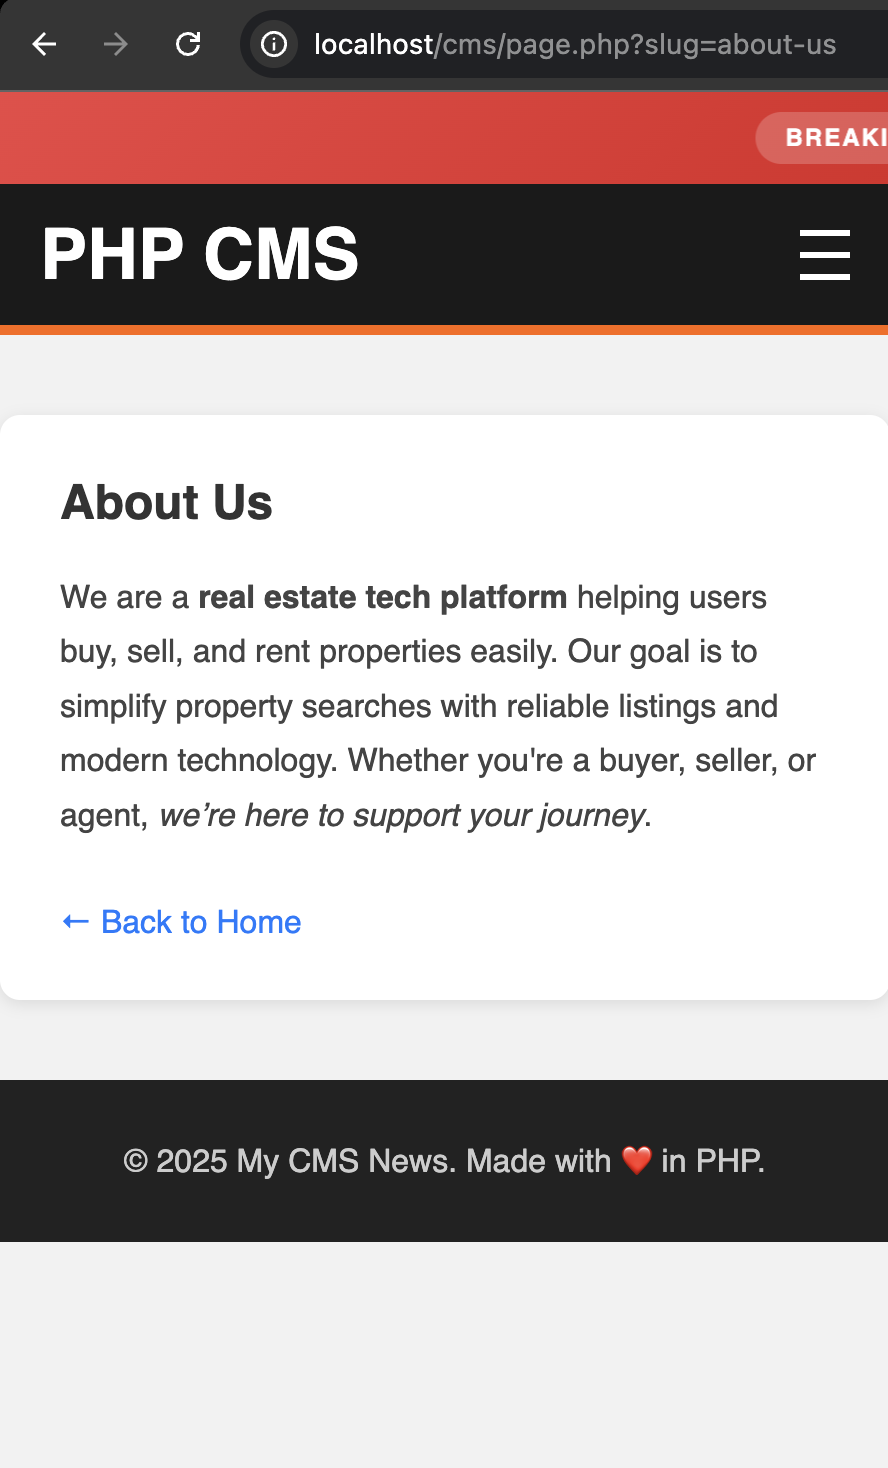 localhost/cms/page.php?slug=about-us
BREAKI
PHP CMS
About Us
We are a real estate tech platform helping users
buy, sell, and rent properties easily. Our goal is to
simplify property searches with reliable listings and
modern technology. Whether you're a buyer, seller, or
agent, we’re here to support your journey.
← Back to Home
© 2025 My CMS News. Made with ❤️ in PHP.